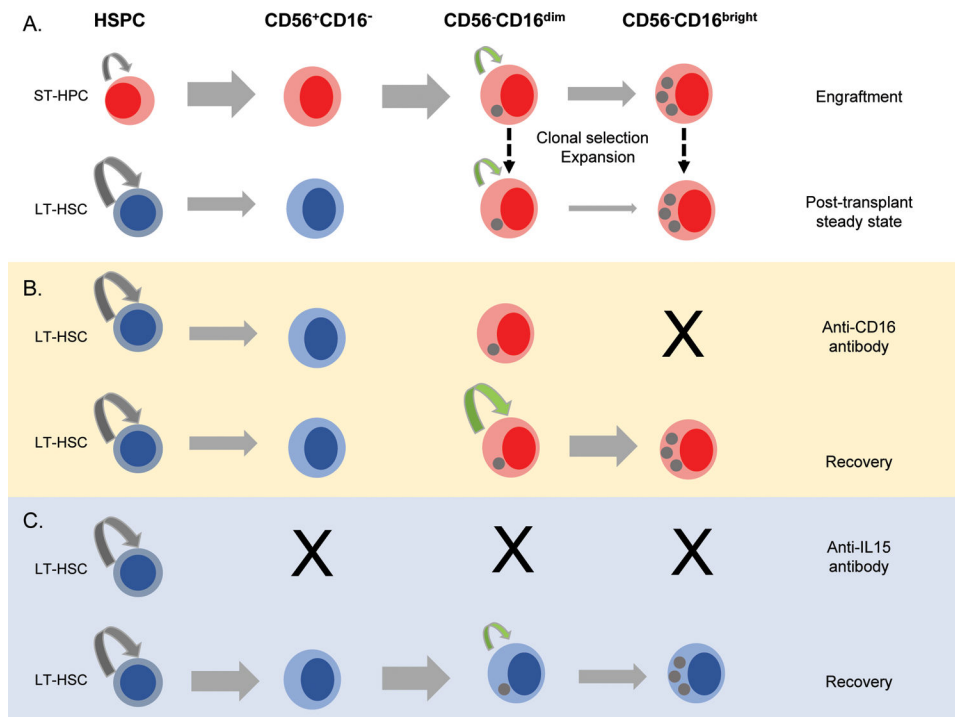 A.
HSPC
CD56⁺CD16⁻
CD56⁻CD16ᵈⁱᵐ
CD56⁻CD16ᵇʳⁱᵍʰᵗ
ST-HPC
Engraftment
Clonal selection
Expansion
LT-HSC
Post-transplant
steady state
B.
LT-HSC
X
Anti-CD16
antibody
LT-HSC
Recovery
C.
LT-HSC
X
X
X
Anti-IL15
antibody
LT-HSC
Recovery